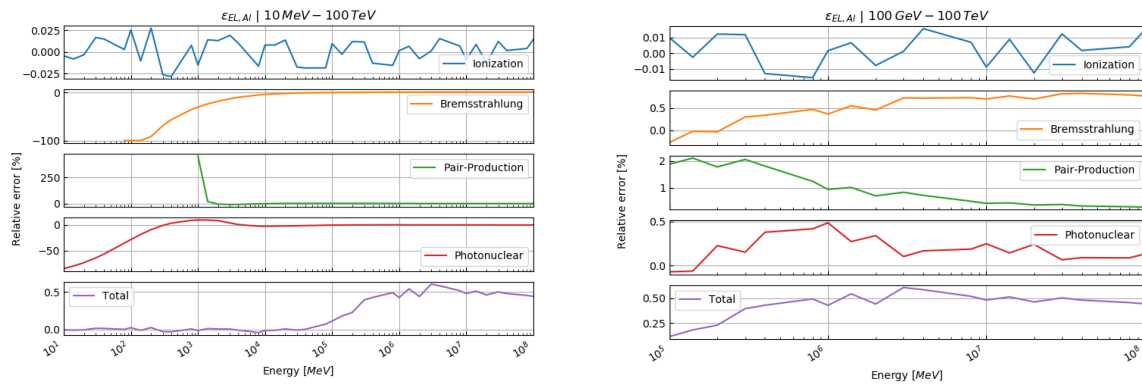 ε_{EL,Al} | 10 MeV − 100 TeV
0.025
0.000
−0.025
Ionization
0
−100
Bremsstrahlung
250
0
Pair-Production
0
−50
Photonuclear
0.5
0.0
Total
Relative error [%]
10^1 10^2 10^3 10^4 10^5 10^6 10^7 10^8
Energy [MeV]
ε_{EL,Al} | 100 GeV − 100 TeV
0.01
0.00
−0.01
Ionization
0.5
0.0
Bremsstrahlung
2
1
Pair-Production
0.5
0.0
Photonuclear
0.50
0.25
Total
Relative error [%]
10^5 10^6 10^7 10^8
Energy [MeV]